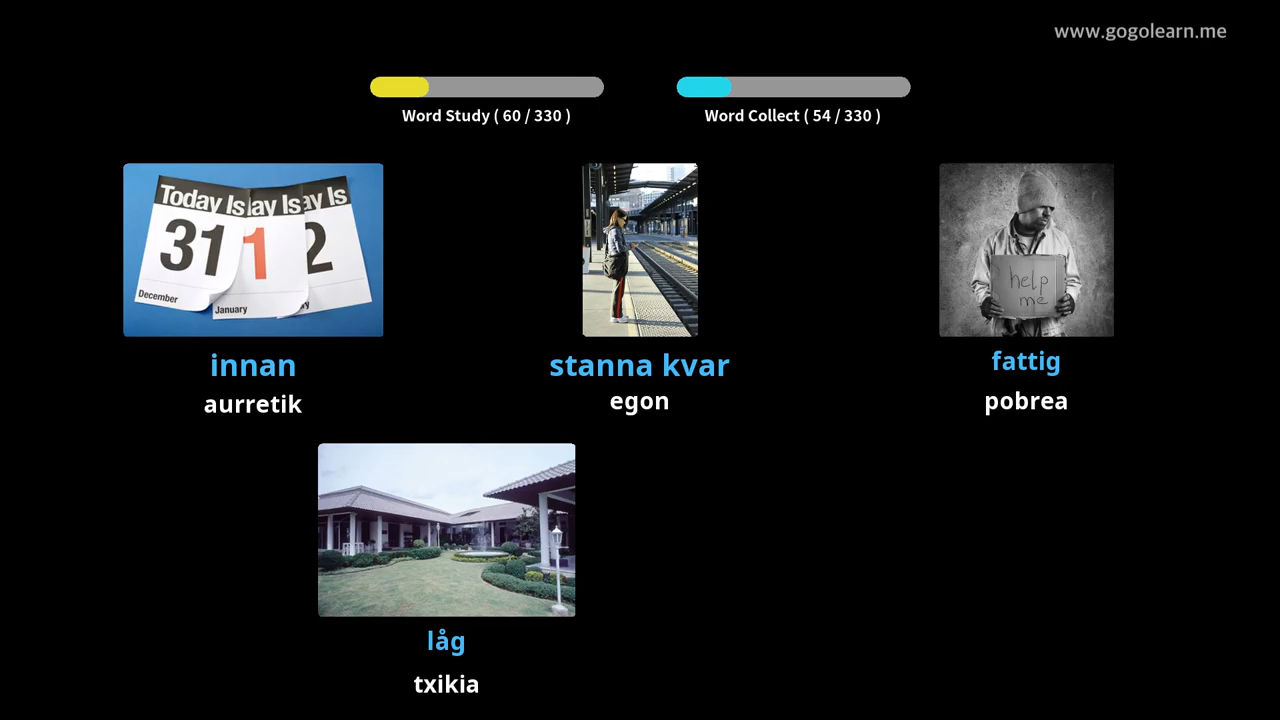 www.gogolearn.me
Word Study ( 60 / 330 )
Word Collect ( 54 / 330 )
Today Is
ay Is
ay Is
31
1
2
December
January
ry
help
me
innan
stanna kvar
fattig
aurretik
egon
pobrea
låg
txikia